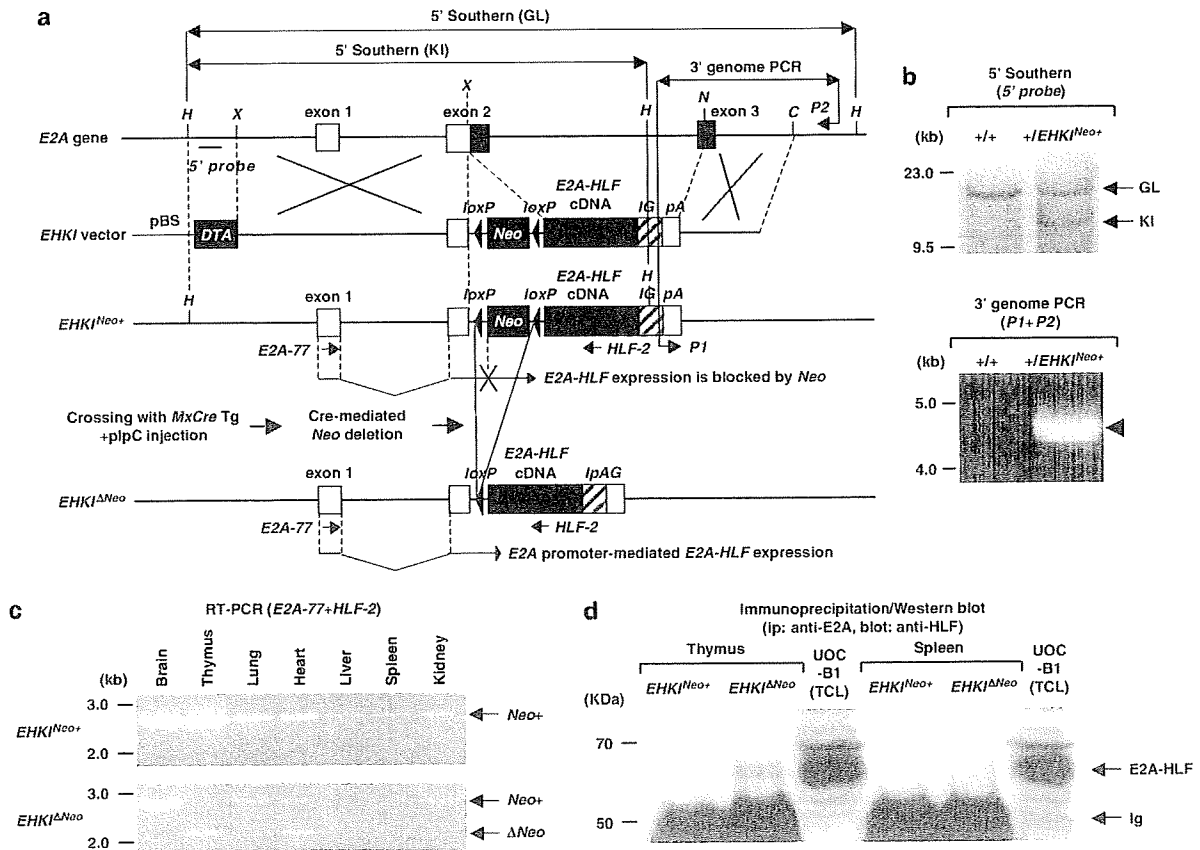 a
5' Southern (GL)
5' Southern (KI)
3' genome PCR
H X exon 1 X exon 2 H N exon 3 C P2 H
E2A gene
5' probe
pBS
loxP loxP E2A-HLF cDNA IG pA
EHKI vector DTA Neo
H exon 1 loxP loxP E2A-HLF cDNA H IG pA
EHKI^Neo+ Neo
E2A-77 HLF-2 P1
E2A-HLF expression is blocked by Neo
Crossing with MxCre Tg
+pIpC injection
Cre-mediated
Neo deletion
exon 1 loxP E2A-HLF cDNA IpAG
EHKI^ΔNeo
E2A-77 HLF-2
E2A promoter-mediated E2A-HLF expression
b
5' Southern
(5' probe)
(kb) +/+ +/EHKI^Neo+
23.0
GL
KI
9.5
3' genome PCR
(P1+P2)
(kb) +/+ +/EHKI^Neo+
5.0
4.0
c
RT-PCR (E2A-77+HLF-2)
Brain Thymus Lung Heart Liver Spleen Kidney
(kb)
3.0
EHKI^Neo+ Neo+
2.0
3.0 Neo+
EHKI^ΔNeo
2.0 ΔNeo
d
Immunoprecipitation/Western blot
(ip: anti-E2A, blot: anti-HLF)
Thymus UOC-B1 (TCL) Spleen UOC-B1 (TCL)
(KDa) EHKI^Neo+ EHKI^ΔNeo EHKI^Neo+ EHKI^ΔNeo
70
E2A-HLF
50 Ig